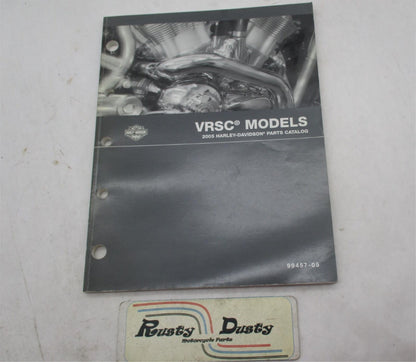 VRSC® MODELS
2005 HARLEY-DAVIDSON® PARTS CATALOG
99457-05
Rusty Dusty
Motorcycle Parts